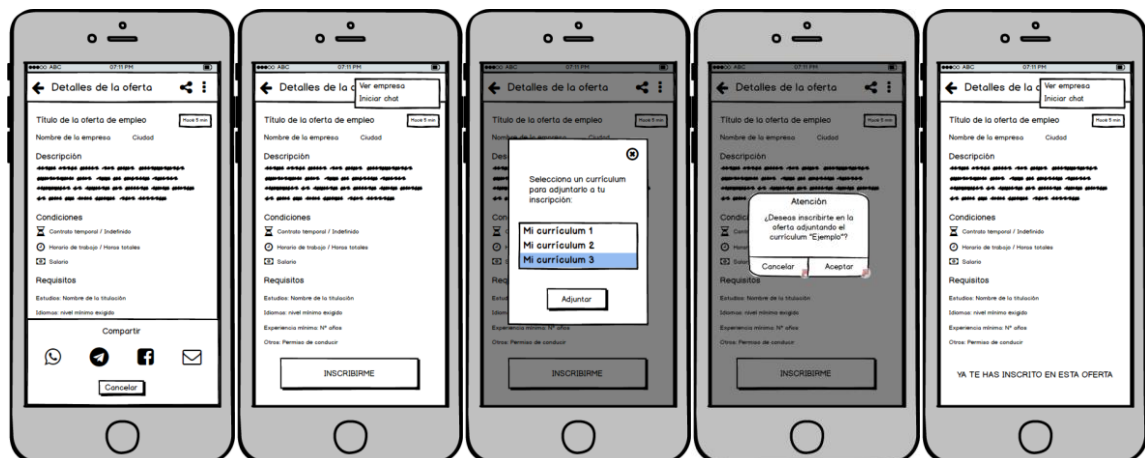 ABC 07:11 PM
Detalles de la oferta
Título de la oferta de empleo Hace 5 min
Nombre de la empresa Ciudad
Descripción
Condiciones
Contrato temporal / Indefinido
Horario de trabajo / Horas totales
Salario
Requisitos
Estudios: Nombre de la titulación
Idiomas: nivel mínimo exigido
Compartir
Cancelar
ABC 07:11 PM
Detalles de la o
Ver empresa
Iniciar chat
Título de la oferta de empleo Hace 5 min
Nombre de la empresa Ciudad
Descripción
Condiciones
Contrato temporal / Indefinido
Horario de trabajo / Horas totales
Salario
Requisitos
Estudios: Nombre de la titulación
Idiomas: nivel mínimo exigido
Experiencia mínima: Nº años
Otros: Permiso de conducir
INSCRIBIRME
ABC 07:11 PM
Detalles de la oferta
Título de la oferta de empleo Hace 5 min
Nombre de la empresa Ciudad
Des
Selecciona un currículum
para adjuntarlo a tu
inscripción:
Con
Mi currículum 1
Mi currículum 2
Mi currículum 3
Req
Adjuntar
Estudi
Idioma
Experiencia mínima: Nº años
Otros: Permiso de conducir
INSCRIBIRME
ABC 07:11 PM
Detalles de la oferta
Título de la oferta de empleo Hace 5 min
Nombre de la empresa Ciudad
Descripción
Atención
¿Deseas inscribirte en la
oferta adjuntando el
currículum "Ejemplo"?
Cancelar Aceptar
Cond
Contr
Horar
Salari
Requisitos
Estudios: Nombre de la titulación
Idiomas: nivel mínimo exigido
Experiencia mínima: Nº años
Otros: Permiso de conducir
INSCRIBIRME
ABC 07:11 PM
Detalles de la o
Ver empresa
Iniciar chat
Título de la oferta de empleo Hace 5 min
Nombre de la empresa Ciudad
Descripción
Condiciones
Contrato temporal / Indefinido
Horario de trabajo / Horas totales
Salario
Requisitos
Estudios: Nombre de la titulación
Idiomas: nivel mínimo exigido
Experiencia mínima: Nº años
Otros: Permiso de conducir
YA TE HAS INSCRITO EN ESTA OFERTA